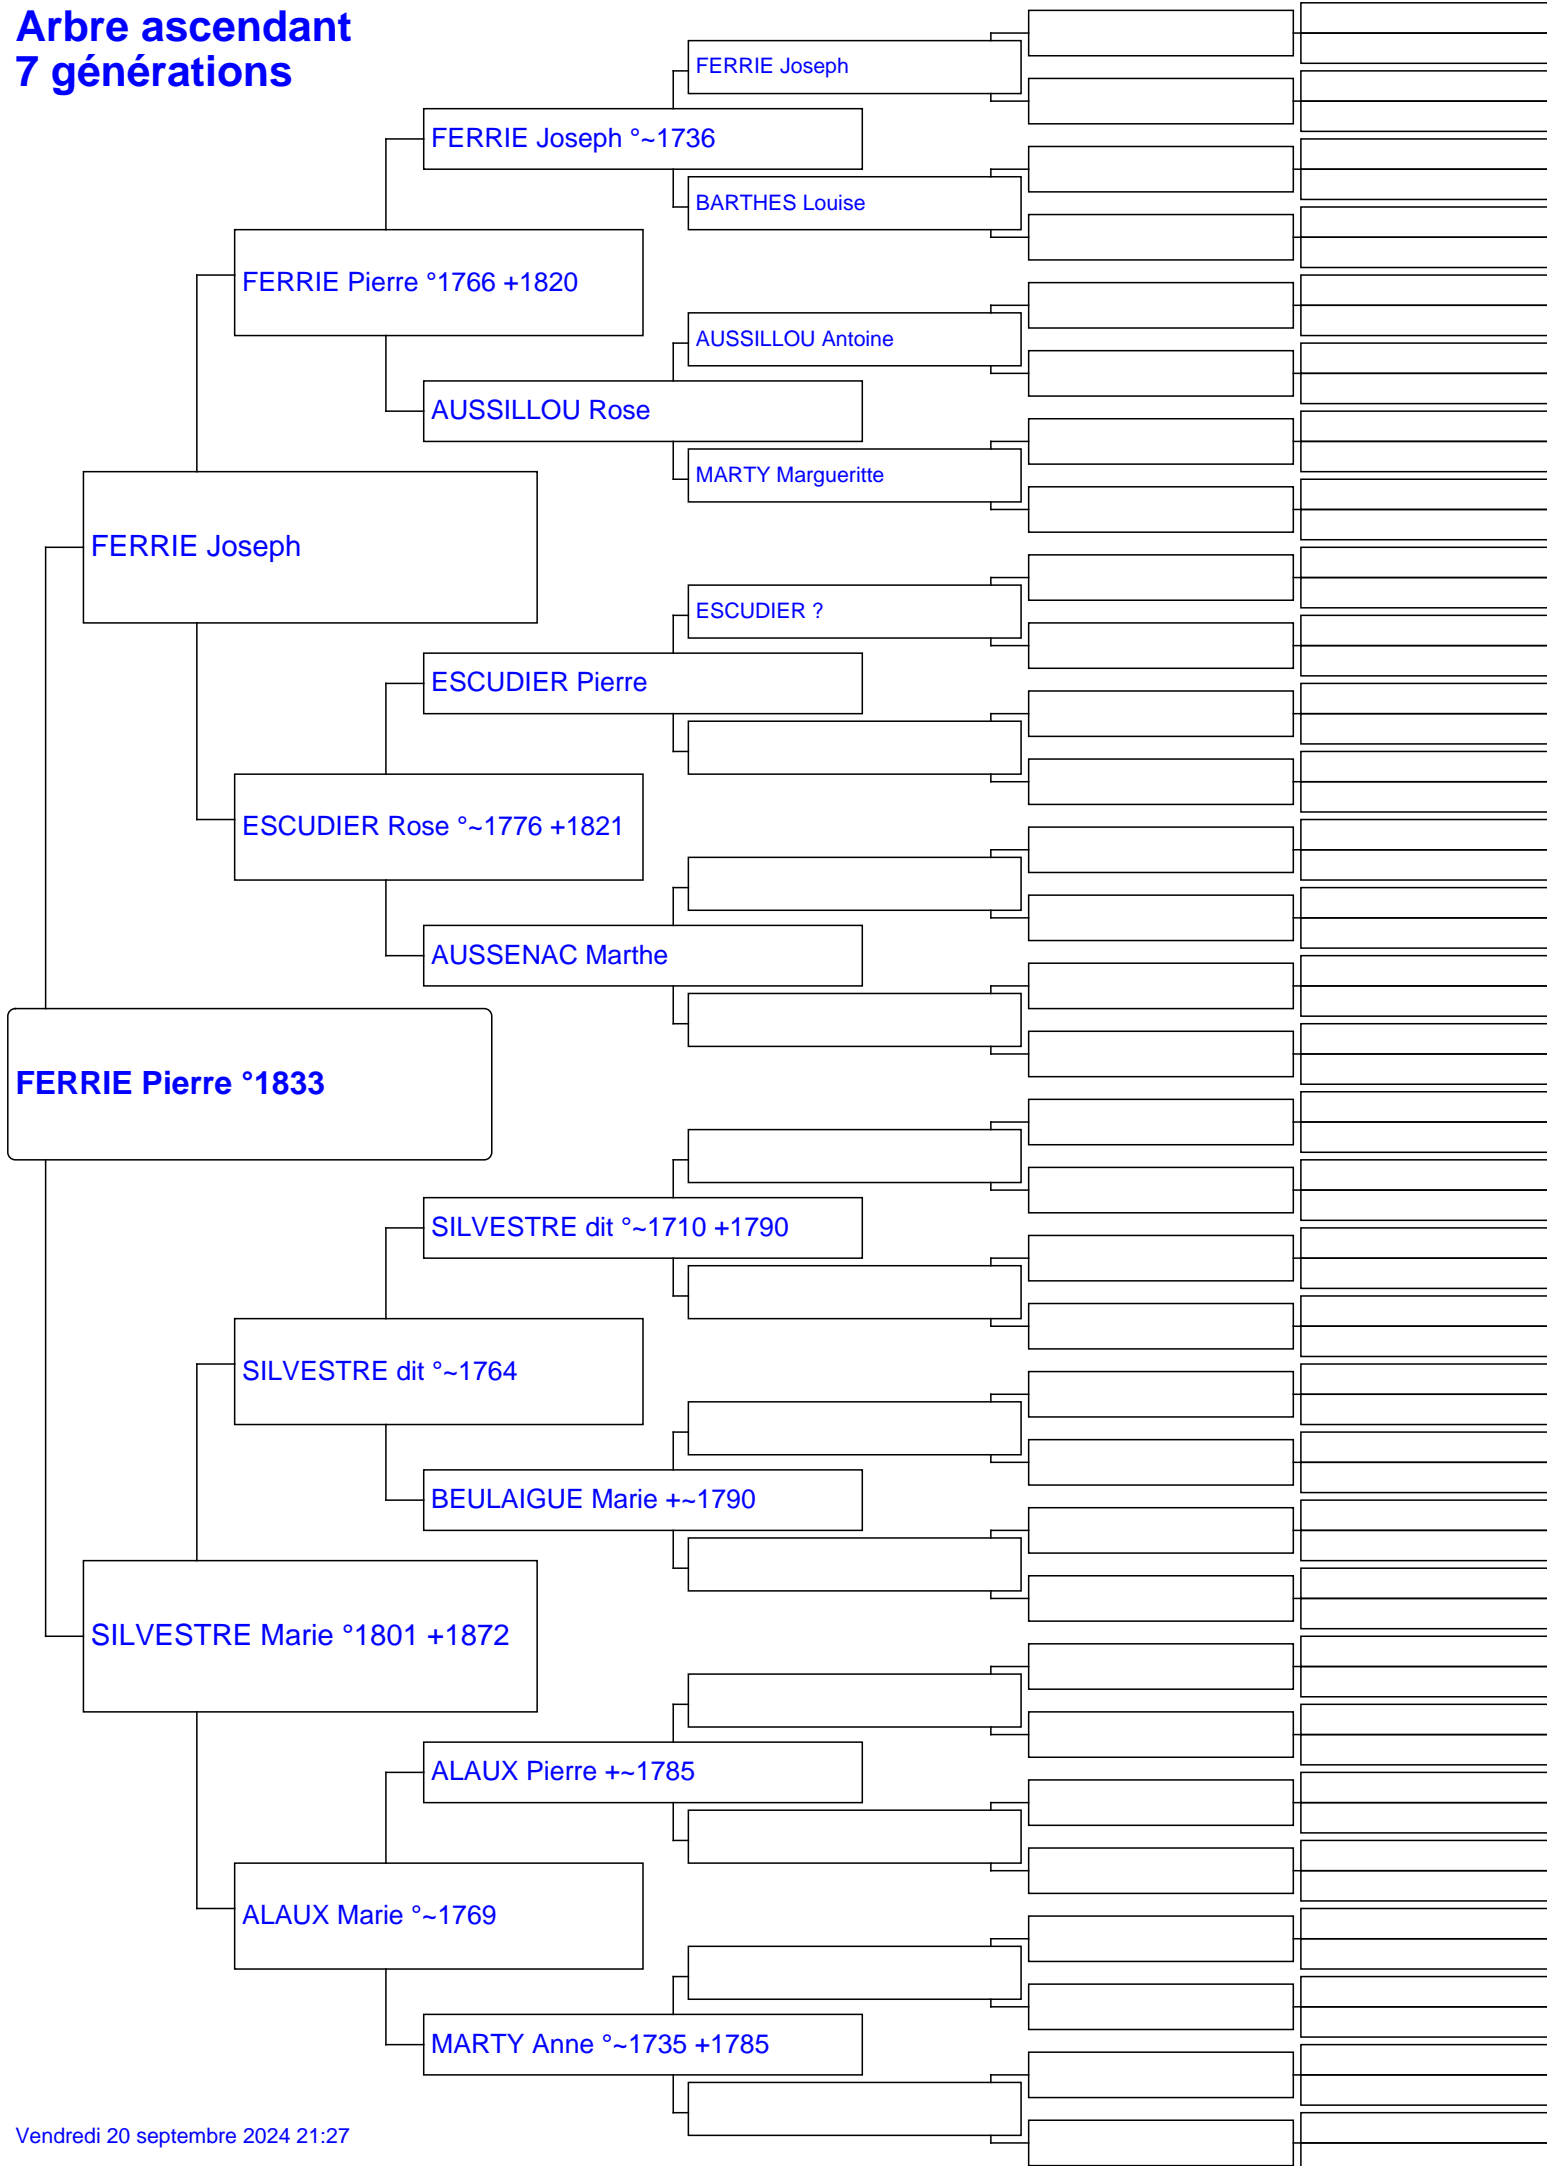 Arbre ascendant
7 générations
FERRIE Joseph
FERRIE Joseph °~1736
BARTHES Louise
FERRIE Pierre °1766 +1820
AUSSILLOU Antoine
AUSSILLOU Rose
MARTY Margueritte
FERRIE Joseph
ESCUDIER ?
ESCUDIER Pierre
ESCUDIER Rose °~1776 +1821
AUSSENAC Marthe
FERRIE Pierre °1833
SILVESTRE dit °~1710 +1790
SILVESTRE dit °~1764
BEULAIGUE Marie +~1790
SILVESTRE Marie °1801 +1872
ALAUX Pierre +~1785
ALAUX Marie °~1769
MARTY Anne °~1735 +1785
Vendredi 20 septembre 2024 21:27